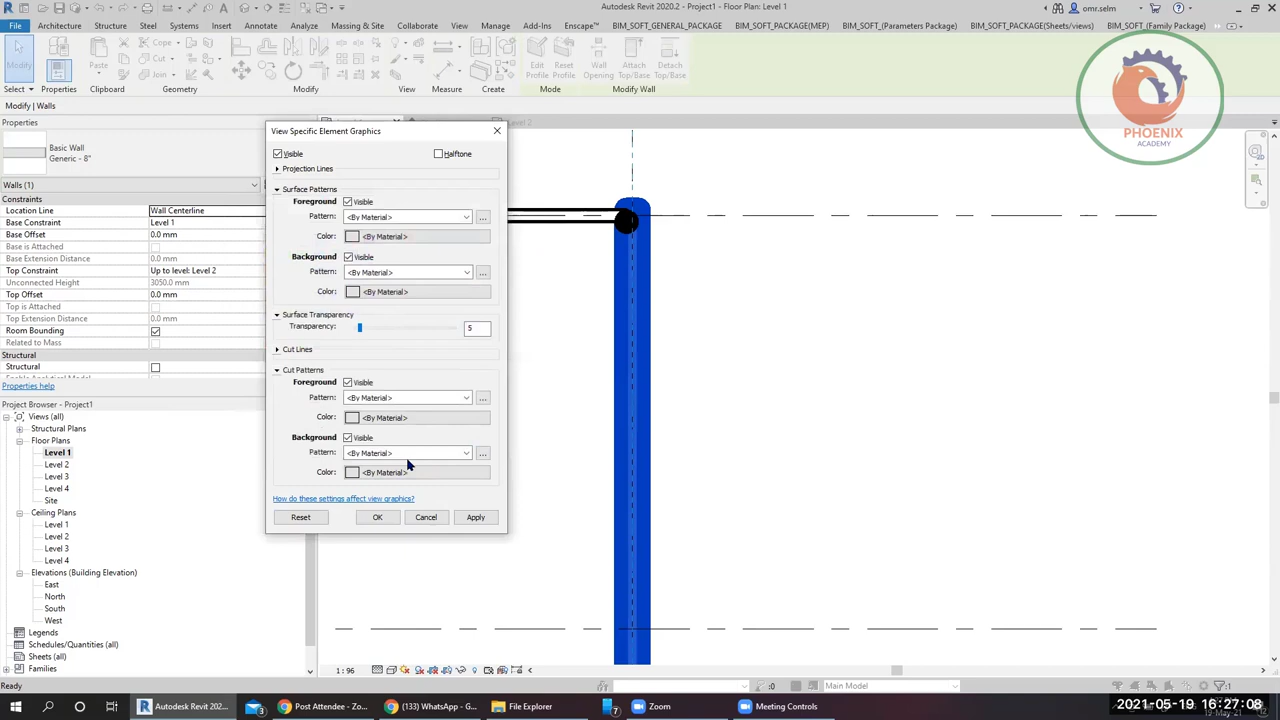 Autodesk Revit 2020.2 - Project1 - Floor Plan: Level 1
omr.selm
File Architecture Structure Steel Systems Insert Annotate Analyze Massing & Site Collaborate View Manage Add-Ins Enscape™ BIM_SOFT_GENERAL_PACKAGE BIM_SOFT_PACKAGE(MEP) BIM_SOFT_(Parameters Package) BIM_SOFT_PACKAGE(Sheets/views) BIM_SOFT_(Family Package)
Modify
Paste
Cope
Cut
Join
Edit Profile
Reset Profile
Wall Opening
Attach Top/Base
Detach Top/Base
Select Properties Clipboard Geometry Modify View Measure Create Mode Modify Wall
Modify | Walls
PHOENIX
ACADEMY
Properties
Basic Wall
Generic - 8"
Walls (1)
Constraints
Location Line Wall Centerline
Base Constraint Level 1
Base Offset 0.0 mm
Base is Attached
Base Extension Distance 0.0 mm
Top Constraint Up to level: Level 2
Unconnected Height 3050.0 mm
Top Offset 0.0 mm
Top is Attached
Top Extension Distance 0.0 mm
Room Bounding
Related to Mass
Structural
Structural
Properties help
Project Browser - Project1
Views (all)
Structural Plans
Floor Plans
Level 1
Level 2
Level 3
Level 4
Site
Ceiling Plans
Level 1
Level 2
Level 3
Level 4
Elevations (Building Elevation)
East
North
South
West
Legends
Schedules/Quantities (all)
Sheets (all)
Families
View Specific Element Graphics
Visible Halftone
Projection Lines
Surface Patterns
Foreground Visible
Pattern: <By Material> ...
Color: <By Material>
Background Visible
Pattern: <By Material> ...
Color: <By Material>
Surface Transparency
Transparency: 5
Cut Lines
Cut Patterns
Foreground Visible
Pattern: <By Material> ...
Color: <By Material>
Background Visible
Pattern: <By Material> ...
Color: <By Material>
How do these settings affect view graphics?
Reset OK Cancel Apply
1 : 96
Ready
:0
Main Model
:1
Autodesk Revit 202...
3
Post Attendee - Zo...
(133) WhatsApp - G...
File Explorer
7
Zoom
Meeting Controls
2021-05-19 16:27:08